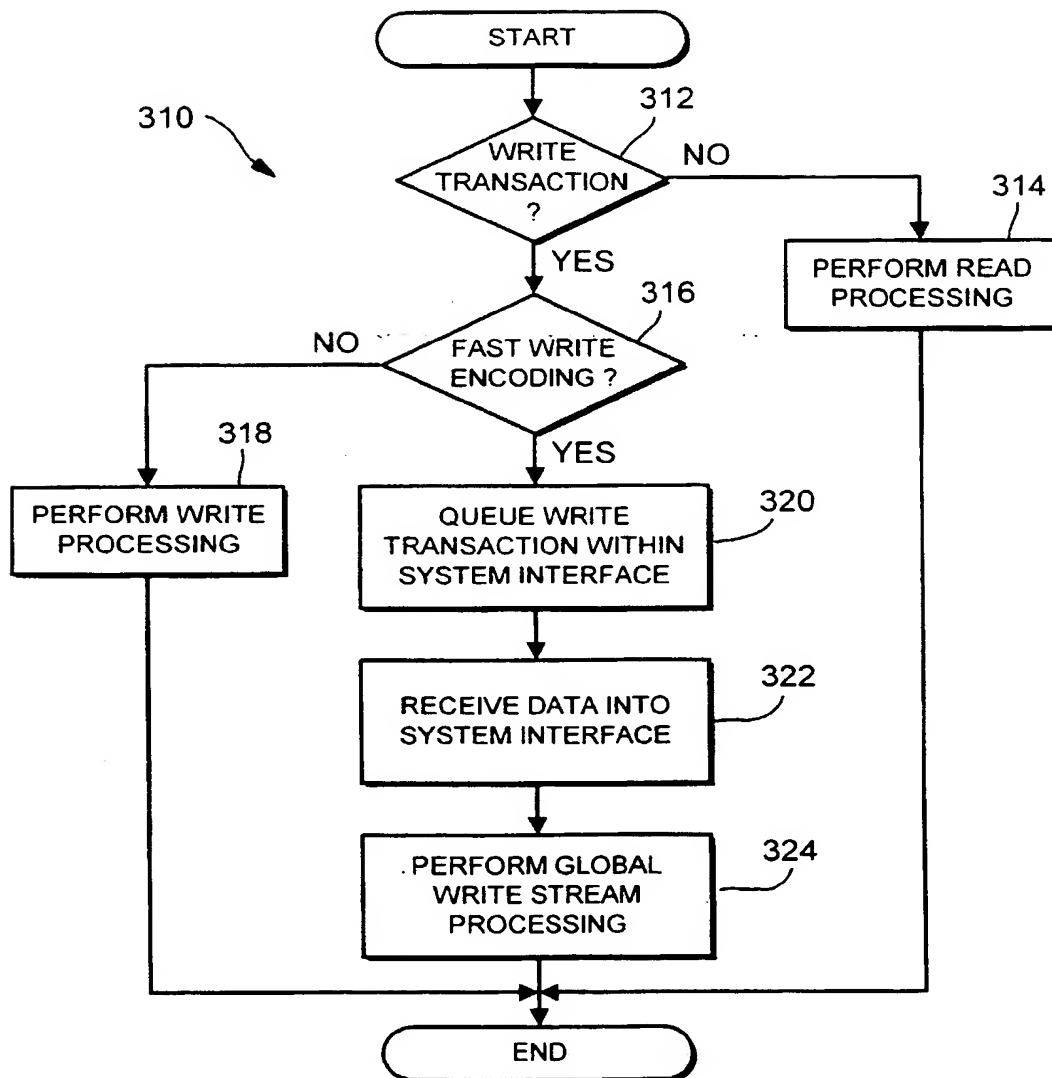 START
310
312
WRITE
TRANSACTION
?
NO
314
YES
PERFORM READ
PROCESSING
316
NO
FAST WRITE
ENCODING ?
318
YES
PERFORM WRITE
PROCESSING
QUEUE WRITE
TRANSACTION WITHIN
SYSTEM INTERFACE
320
RECEIVE DATA INTO
SYSTEM INTERFACE
322
PERFORM GLOBAL
WRITE STREAM
PROCESSING
324
END